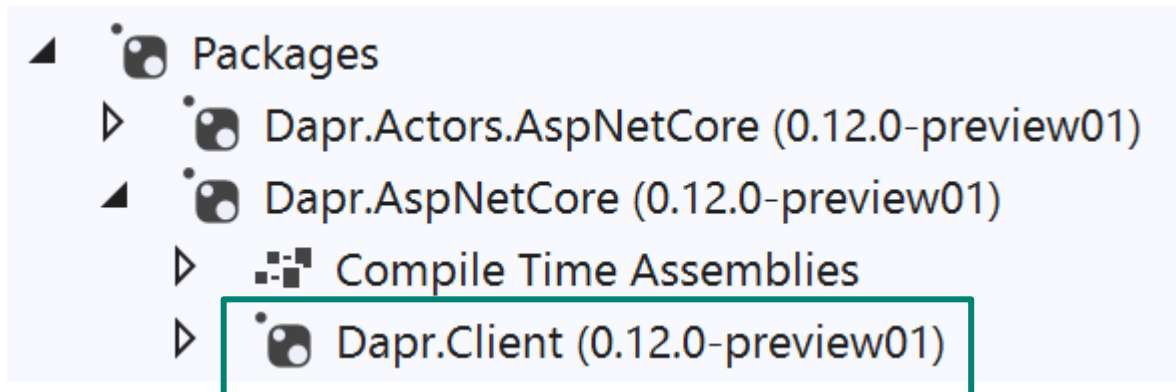 Packages
Dapr.Actors.AspNetCore (0.12.0-preview01)
Dapr.AspNetCore (0.12.0-preview01)
Compile Time Assemblies
Dapr.Client (0.12.0-preview01)